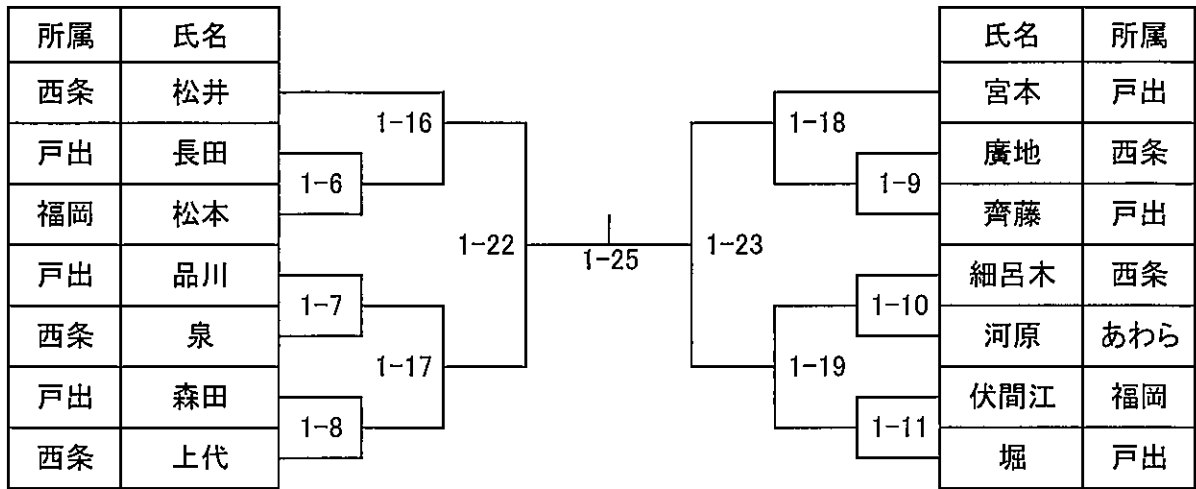 所属 氏名
西条 松井
戸出 長田
福岡 松本
戸出 品川
西条 泉
戸出 森田
西条 上代
1-16
1-6
1-22
1-7
1-17
1-8
1-25
1-18
1-9
1-23
1-10
1-19
1-11
氏名 所属
宮本 戸出
廣地 西条
齊藤 戸出
細呂木 西条
河原 あわら
伏間江 福岡
堀 戸出